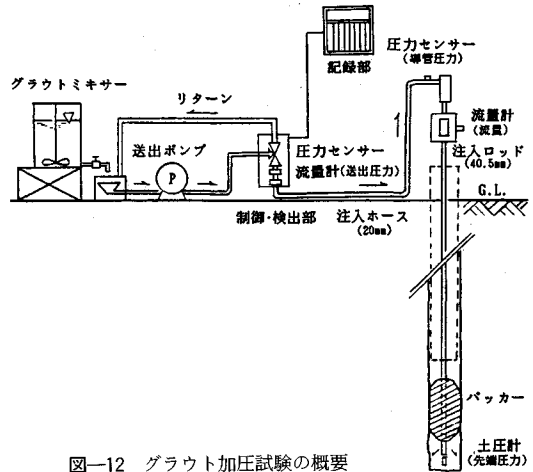 記録部
圧力センサー
(導管圧力)
グラウトミキサー
リターン
流量計
(流量)
送出ポンプ
P
圧力センサー
流量計(送出圧力)
注入ロッド
(40.5mm)
G.L.
制御・検出部
注入ホース
(20mm)
パッカー
土圧計
(先端圧力)
図―12 グラウト加圧試験の概要